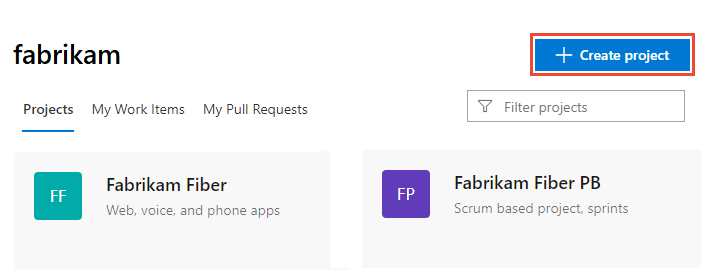 fabrikam
Create project
Projects My Work Items My Pull Requests
Filter projects
FF
Fabrikam Fiber
Web, voice, and phone apps
FP
Fabrikam Fiber PB
Scrum based project, sprints